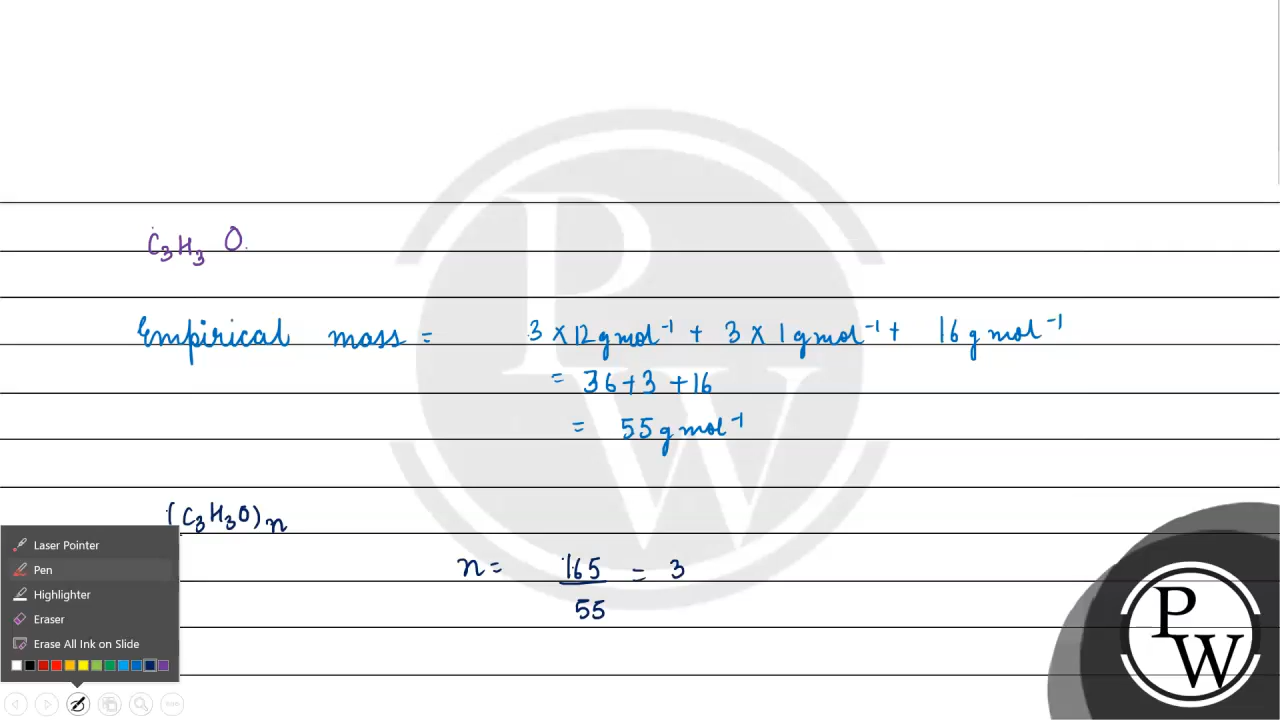 C₃H₃ O.
Empirical mass = 3 × 12 g mol⁻¹ + 3 × 1 g mol⁻¹ + 16 g mol⁻¹
= 36 + 3 + 16
= 55 g mol⁻¹
(C₃H₃O)n
n = 165/55 = 3
Laser Pointer
Pen
Highlighter
Eraser
Erase All Ink on Slide
P
W
P
W